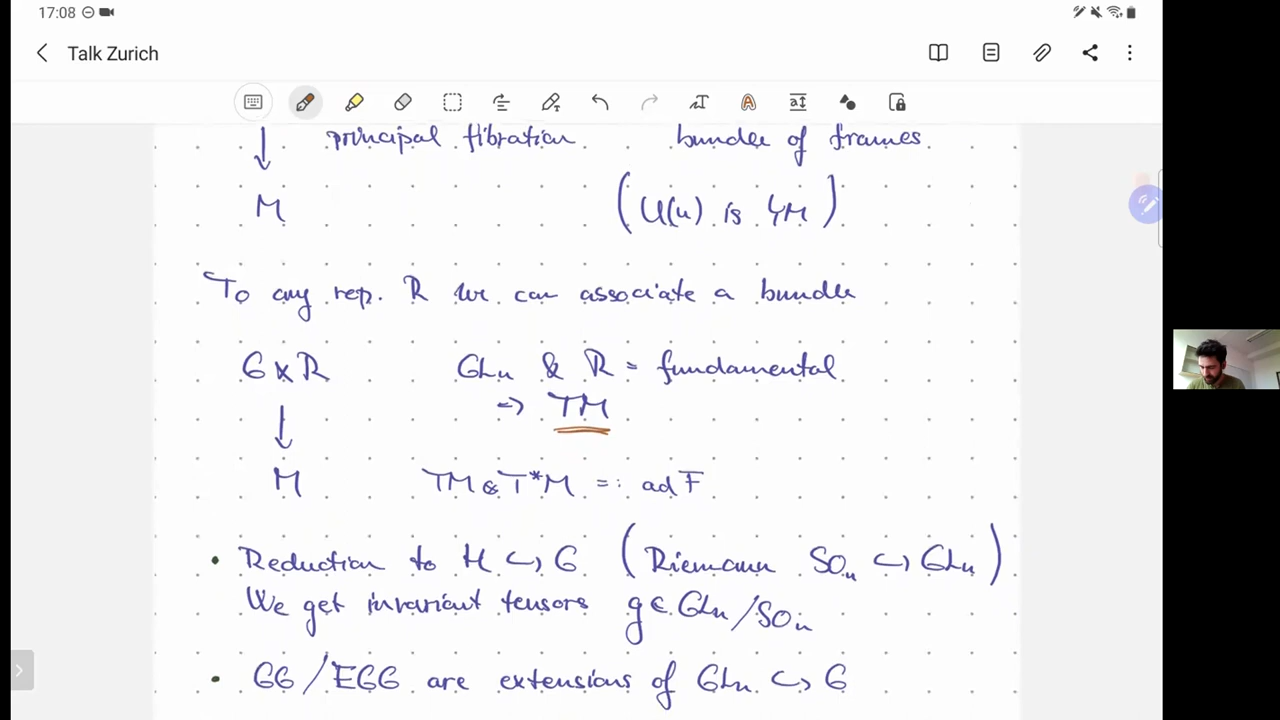 17:08
Talk Zurich
principal fibration bundle of frames
M (U(n) is 4M)
To any rep. R we can associate a bundle
G × R GLn & R = fundamental
↓ => TM
M TM ⊗ T*M =: ad F
• Reduction to H ↪ G (Riemann SOn ↪ GLn)
We get invariant tensors g ∈ GLn/SOn
• GG/EGG are extensions of GLn ↪ G